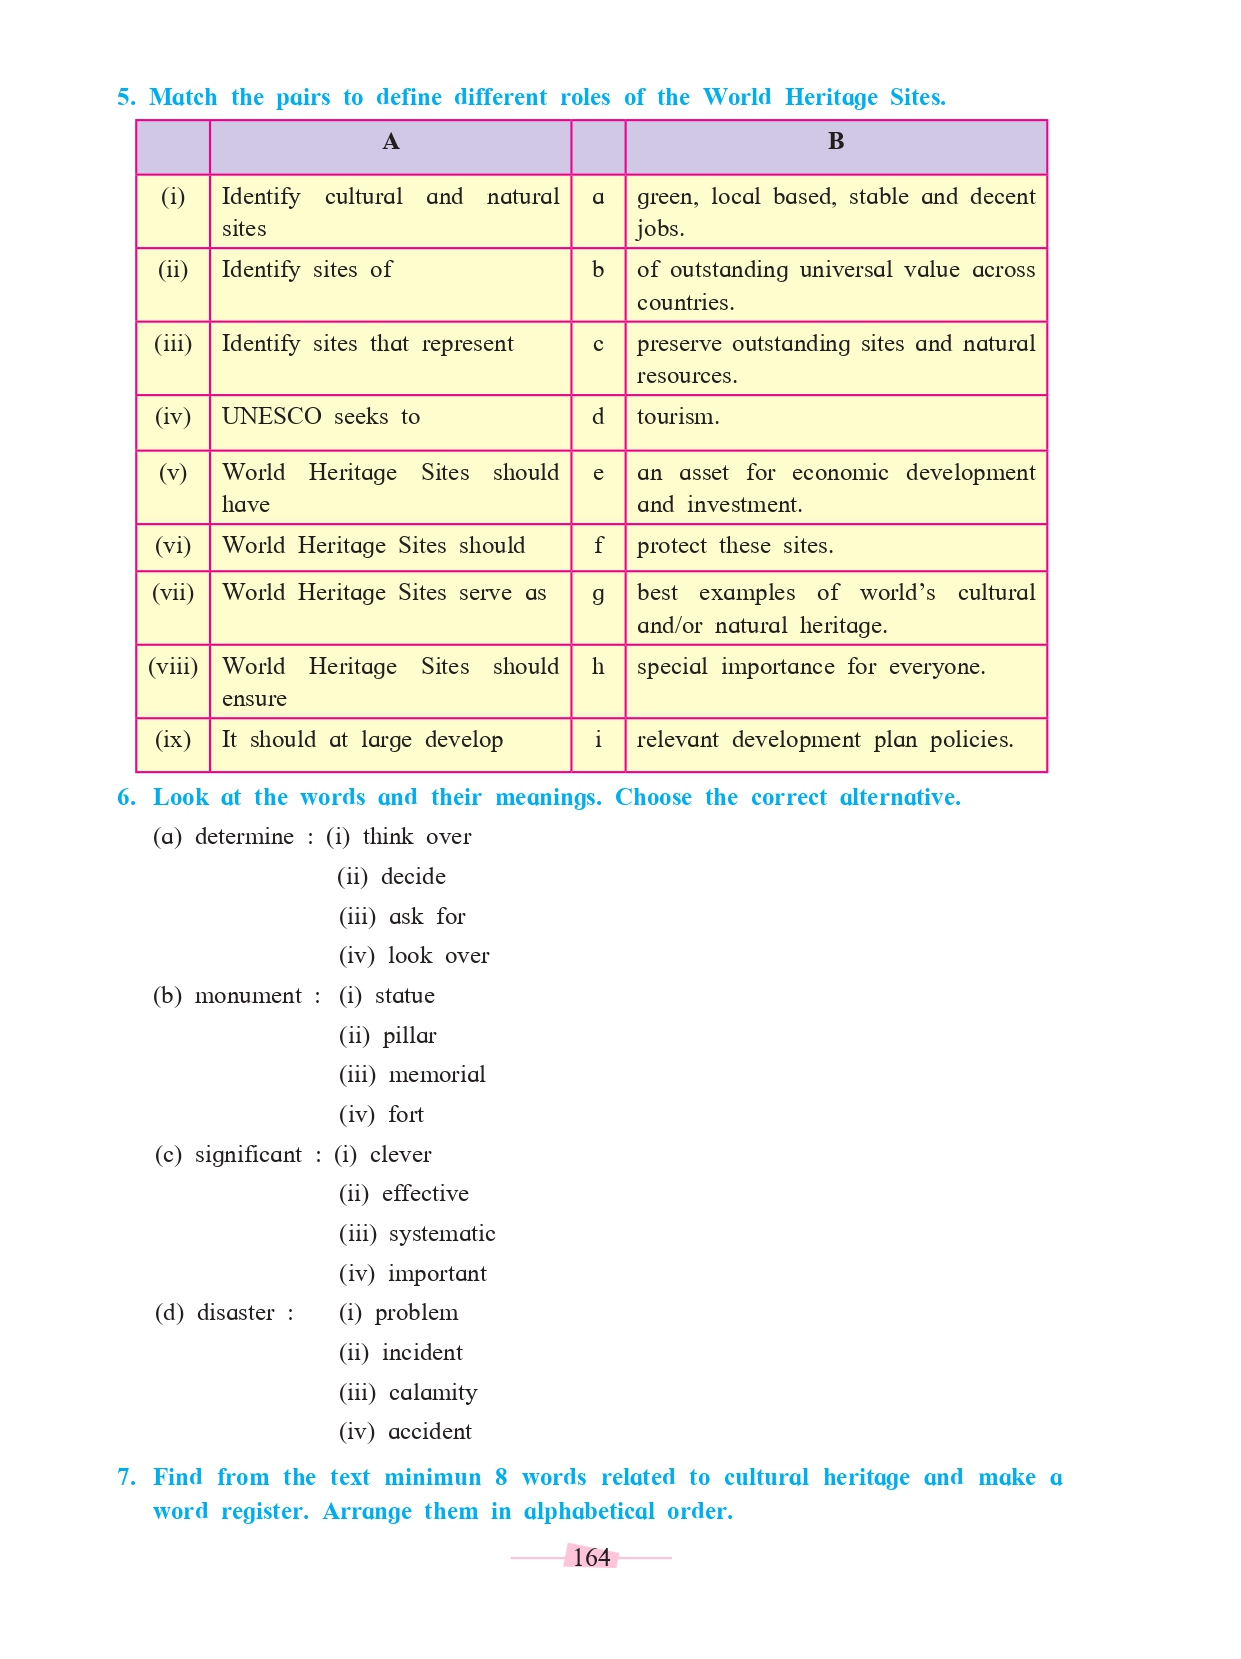 5. Match the pairs to define different roles of the World Heritage Sites.
A B
(i) Identify cultural and natural a green, local based, stable and decent
sites jobs.
(ii) Identify sites of b of outstanding universal value across
countries.
(iii) Identify sites that represent c preserve outstanding sites and natural
resources.
(iv) UNESCO seeks to d tourism.
(v) World Heritage Sites should e an asset for economic development
have and investment.
(vi) World Heritage Sites should f protect these sites.
(vii) World Heritage Sites serve as g best examples of world’s cultural
and/or natural heritage.
(viii) World Heritage Sites should h special importance for everyone.
ensure
(ix) It should at large develop i relevant development plan policies.
6. Look at the words and their meanings. Choose the correct alternative.
(a) determine : (i) think over
(ii) decide
(iii) ask for
(iv) look over
(b) monument : (i) statue
(ii) pillar
(iii) memorial
(iv) fort
(c) significant : (i) clever
(ii) effective
(iii) systematic
(iv) important
(d) disaster : (i) problem
(ii) incident
(iii) calamity
(iv) accident
7. Find from the text minimun 8 words related to cultural heritage and make a
word register. Arrange them in alphabetical order.
164